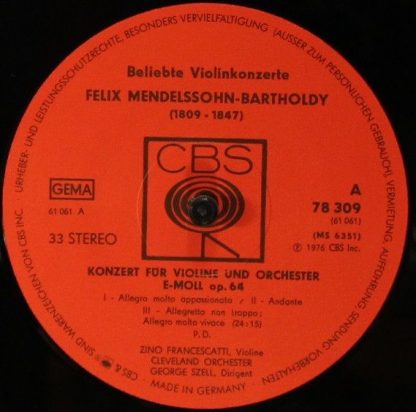 URHEBER- UND LEISTUNGSSCHUTZRECHTE, BESONDERS VERVIELFÄLTIGUNG (AUSSER ZUM PERSÖNLICHEN GEBRAUCH), VERMIETUNG, AUFFÜHRUNG, SENDUNG VORBEHALTEN
Beliebte Violinkonzerte
FELIX MENDELSSOHN-BARTHOLDY
(1809 - 1847)
CBS
GEMA
61 061 A
33 STEREO
A
78 309
(61 061)
(MS 6351)
℗ 1976 CBS Inc.
KONZERT FÜR VIOLINE UND ORCHESTER
E-MOLL op. 64
I - Allegro molto appassionato / II - Andante
III - Allegretto non troppo;
Allegro molto vivace (24:15)
P. D.
ZINO FRANCESCATTI, Violine
CLEVELAND ORCHESTER
GEORGE SZELL, Dirigent
CBS & SIND WARENZEICHEN VON CBS INC.
- MADE IN GERMANY -